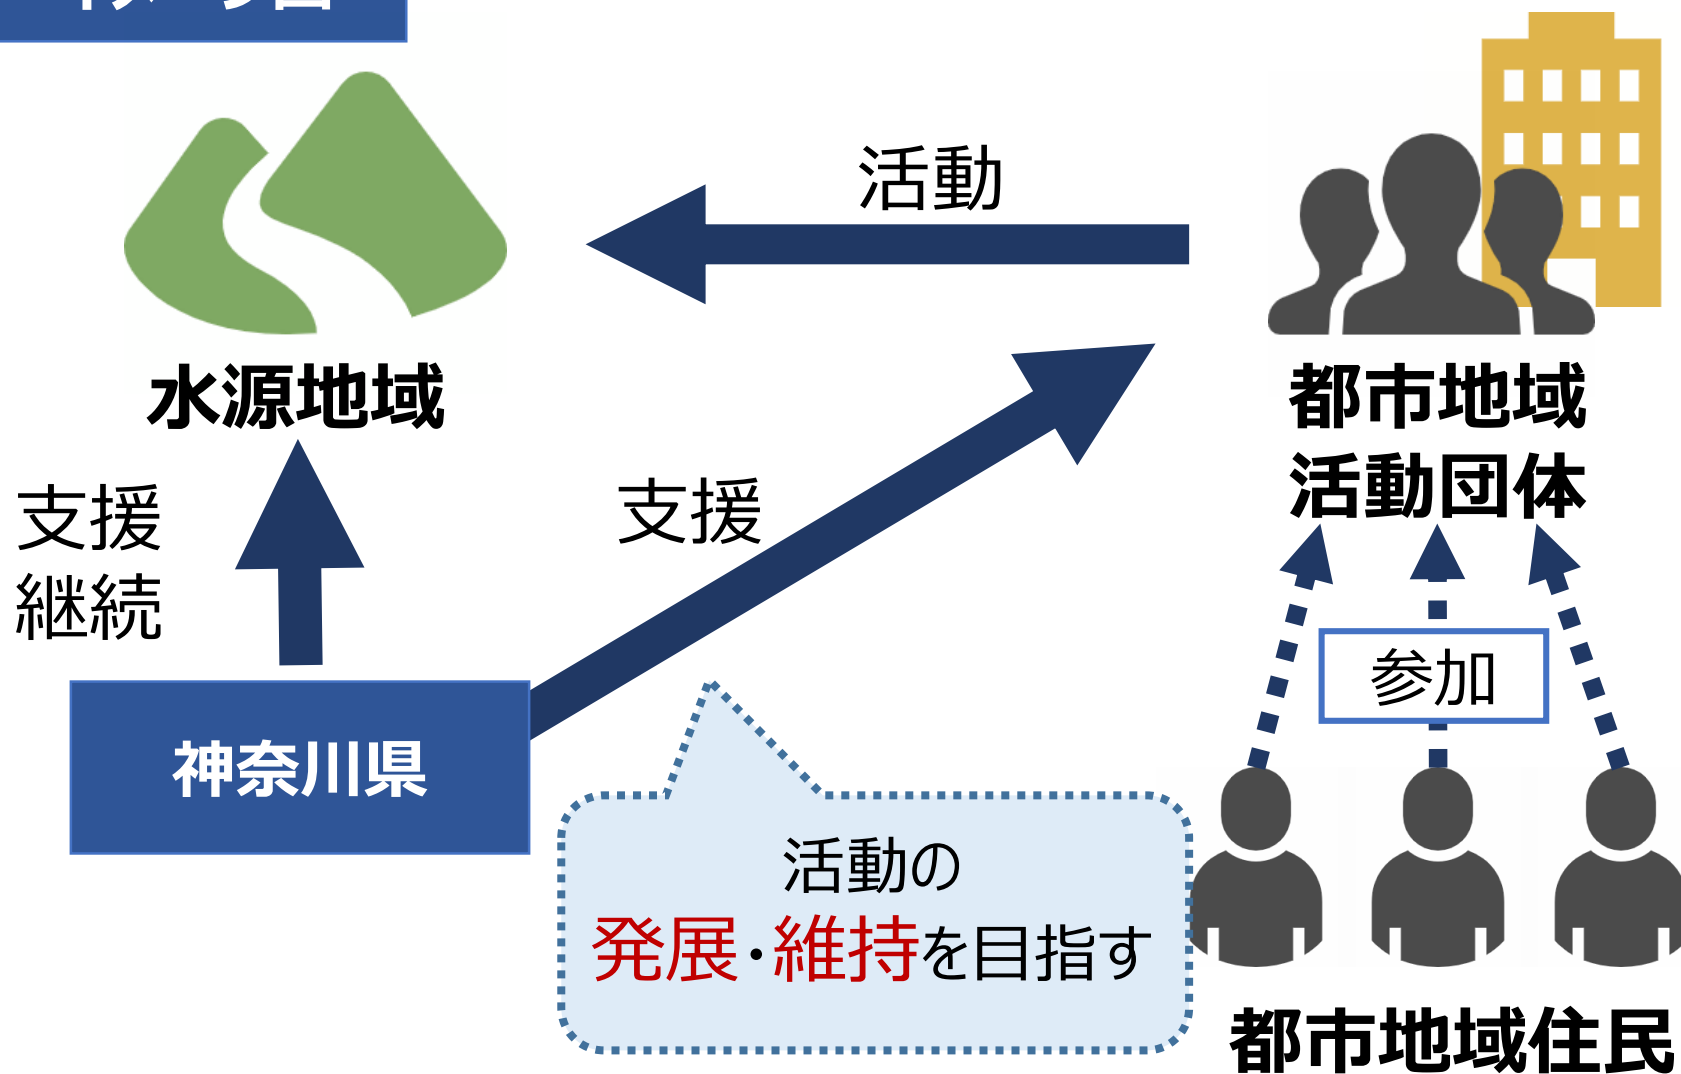 活動
水源地域
都市地域
活動団体
支援
継続
支援
参加
神奈川県
活動の
発展・維持を目指す
都市地域住民